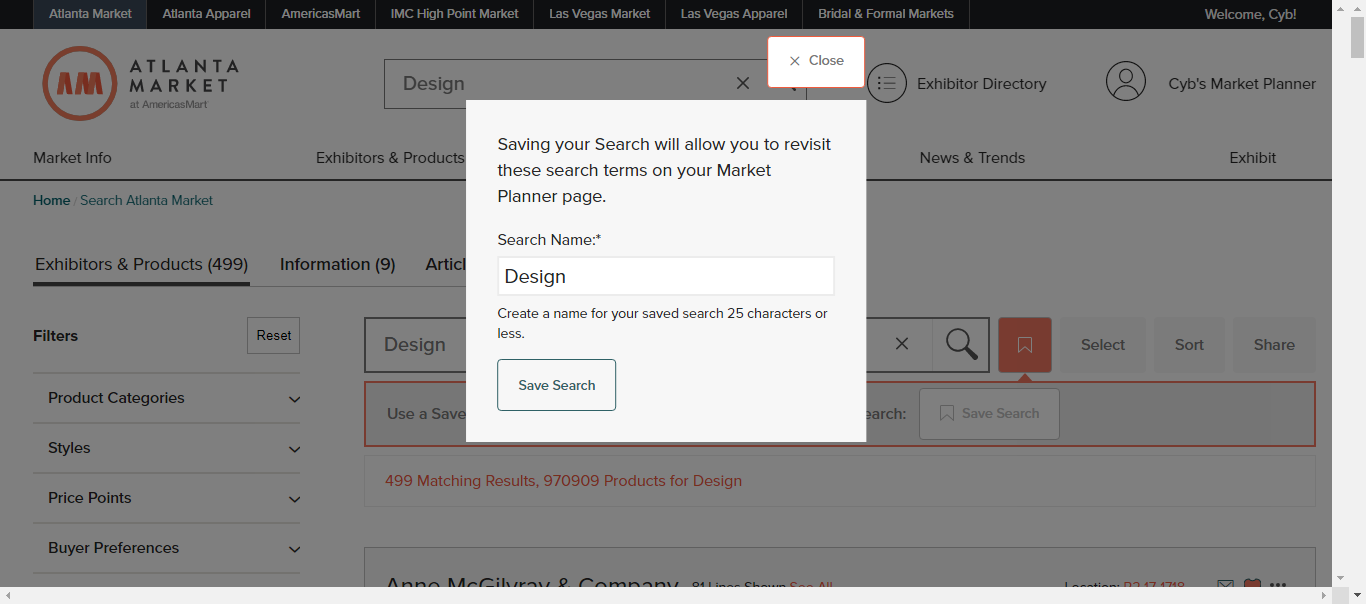 Atlanta Market
Atlanta Apparel
AmericasMart
IMC High Point Market
Las Vegas Market
Las Vegas Apparel
Bridal & Formal Markets
Welcome, Cyb!
ATLANTA
MARKET
at AmericasMart
Design
Close
Exhibitor Directory
Cyb's Market Planner
Market Info
Exhibitors & Products
News & Trends
Exhibit
Home / Search Atlanta Market
Saving your Search will allow you to revisit
these search terms on your Market
Planner page.
Search Name:*
Design
Create a name for your saved search 25 characters or
less.
Save Search
Exhibitors & Products (499)
Information (9)
Articl
Filters
Reset
Product Categories
Styles
Price Points
Buyer Preferences
Design
Select
Sort
Share
Use a Save
earch:
Save Search
499 Matching Results, 970909 Products for Design
Anne McGilvray & Company
81 Lines Shown See All
Location: B2 17-1718